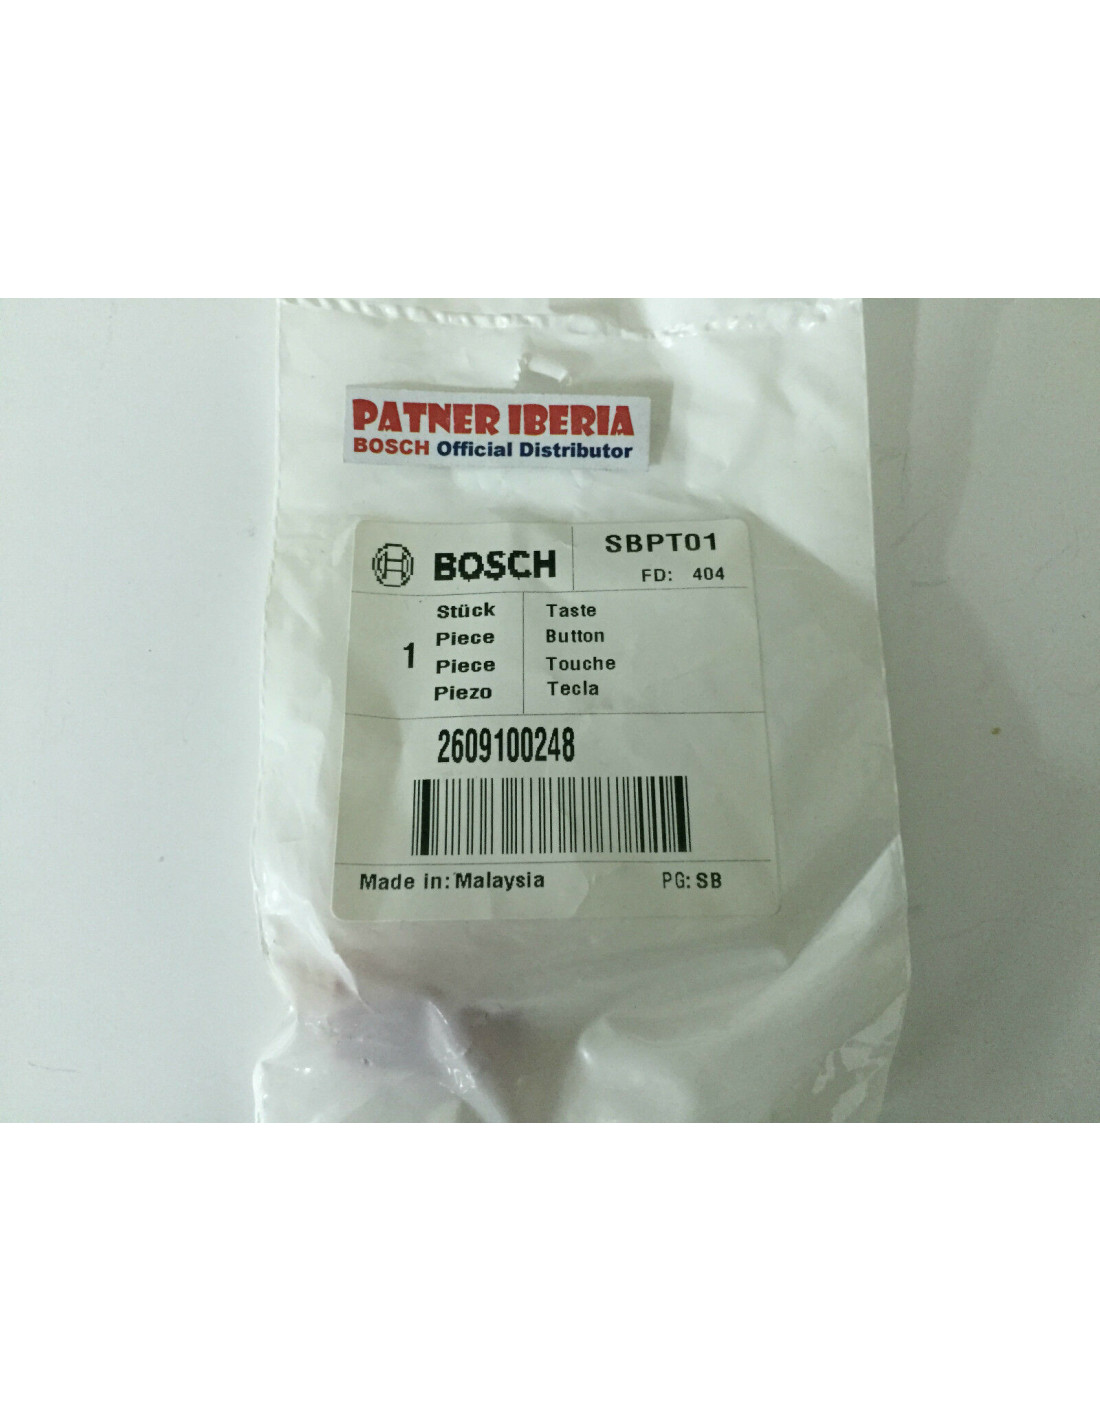 PATNER IBERIA
BOSCH Official Distributor
BOSCH
SBPT01
FD: 404
1
Stück
Piece
Piece
Piezo
Taste
Button
Touche
Tecla
2609100248
Made in: Malaysia
PG: SB